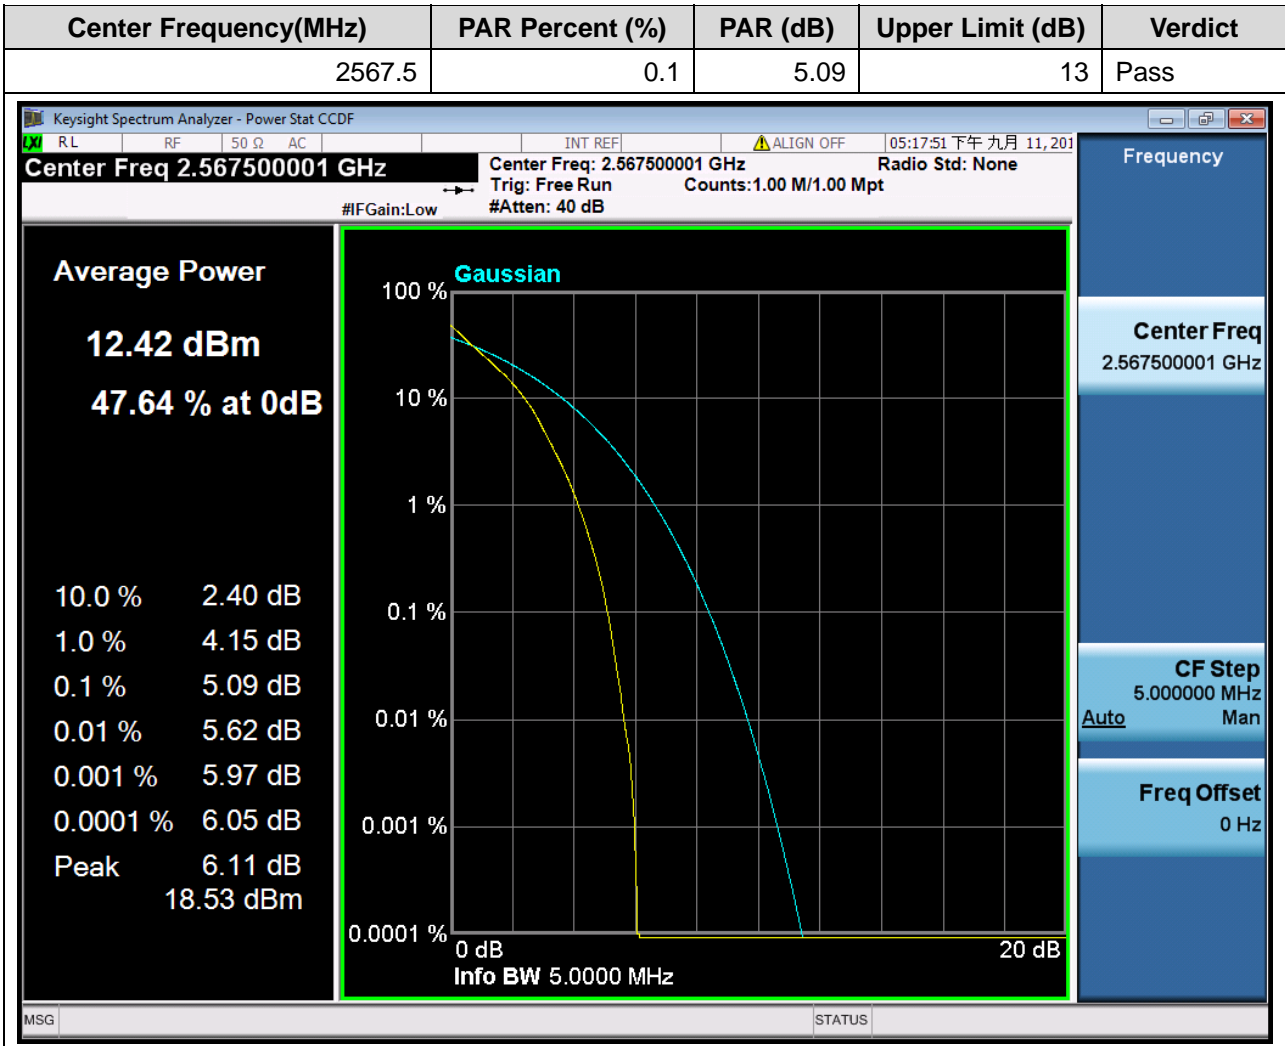 Center Frequency(MHz) PAR Percent (%) PAR (dB) Upper Limit (dB) Verdict
2567.5 0.1 5.09 13 Pass
Keysight Spectrum Analyzer - Power Stat CCDF
LXI RL RF 50 Ω AC INT REF ALIGN OFF 05:17:51 下午 九月 11, 201
Center Freq 2.567500001 GHz
Center Freq: 2.567500001 GHz Radio Std: None
Trig: Free Run Counts:1.00 M/1.00 Mpt
#IFGain:Low #Atten: 40 dB
Frequency
Average Power
12.42 dBm
47.64 % at 0dB
10.0 % 2.40 dB
1.0 % 4.15 dB
0.1 % 5.09 dB
0.01 % 5.62 dB
0.001 % 5.97 dB
0.0001 % 6.05 dB
Peak 6.11 dB
18.53 dBm
Gaussian
100 %
10 %
1 %
0.1 %
0.01 %
0.001 %
0.0001 %
0 dB 20 dB
Info BW 5.0000 MHz
Center Freq
2.567500001 GHz
CF Step
5.000000 MHz
Auto Man
Freq Offset
0 Hz
MSG STATUS